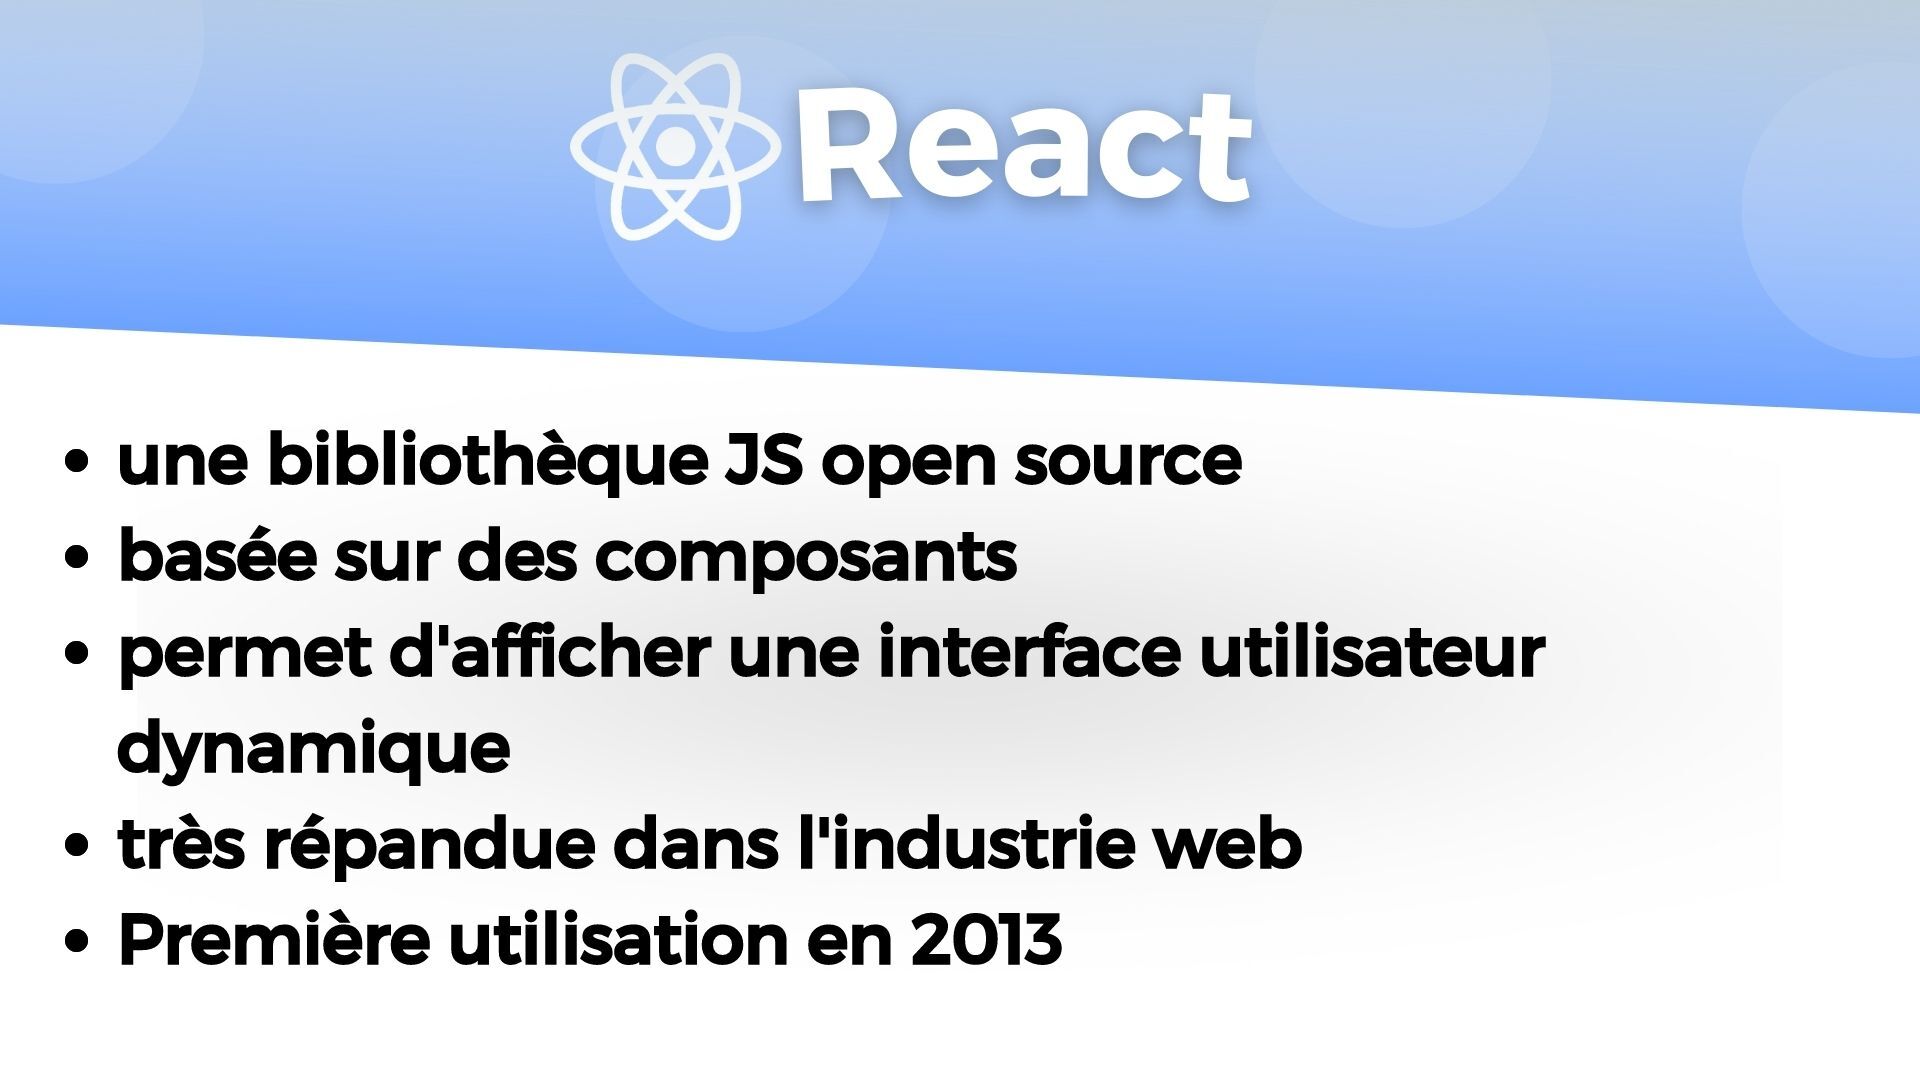 React
• une bibliothèque JS open source
• basée sur des composants
• permet d'afficher une interface utilisateur
dynamique
• très répandue dans l'industrie web
• Première utilisation en 2013